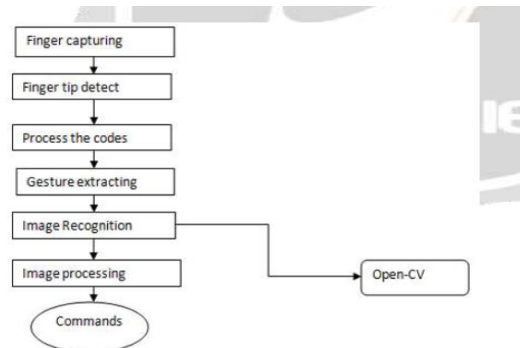 Finger capturing
Finger tip detect
Process the codes
Gesture extracting
Image Recognition
Image processing
Open-CV
Commands